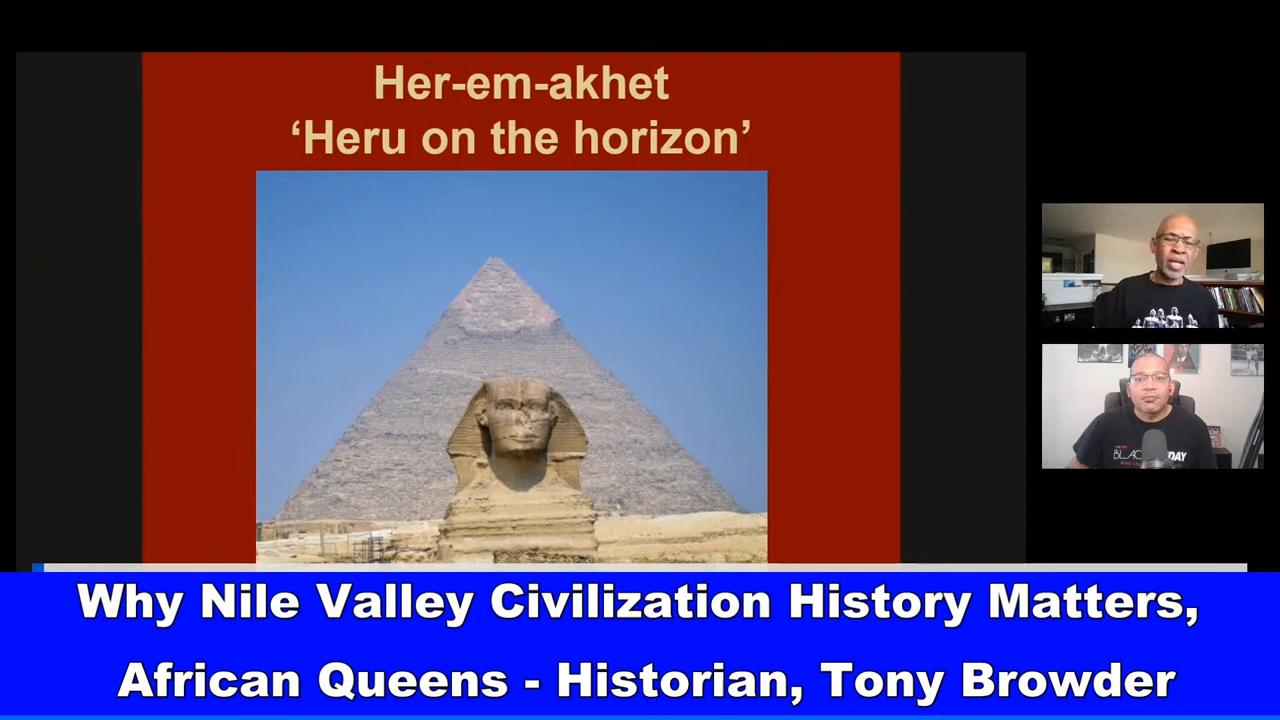 Her-em-akhet
‘Heru on the horizon’
Why Nile Valley Civilization History Matters,
African Queens - Historian, Tony Browder